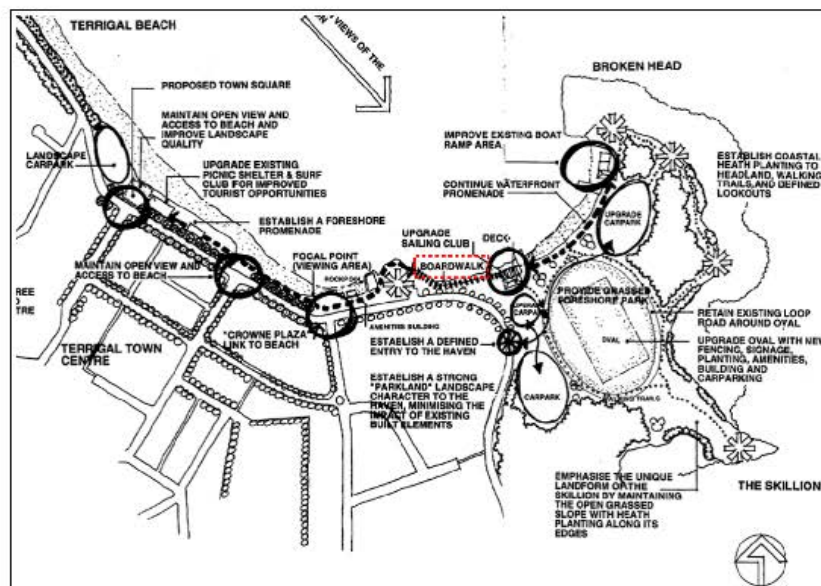 TERRIGAL BEACH
VIEWS OF THE
PROPOSED TOWN SQUARE
MAINTAIN OPEN VIEW AND
ACCESS TO BEACH AND
IMPROVE LANDSCAPE
QUALITY
LANDSCAPE
CARPARK
UPGRADE EXISTING
PICNIC SHELTER & SURF
CLUB FOR IMPROVED
TOURIST OPPORTUNITIES
ESTABLISH A FORESHORE
PROMENADE
MAINTAIN OPEN VIEW AND
ACCESS TO BEACH
FOCAL POINT
(VIEWING AREA)
ROCKPOOL
UPGRADE
SAILING CLUB
DECK
BOARDWALK
BROKEN HEAD
IMPROVE EXISTING BOAT
RAMP AREA
CONTINUE WATERFRONT
PROMENADE
ESTABLISH COASTAL
HEATH PLANTING TO
HEADLAND, WALKING
TRAILS, AND DEFINED
LOOKOUTS
UPGRADE
CARPARK
PROVIDE GRASSED
FORESHORE PARK
UPGRADE
CARPARK
RETAIN EXISTING LOOP
ROAD AROUND OVAL
OVAL
UPGRADE OVAL WITH NEW
FENCING, SIGNAGE,
PLANTING, AMENITIES,
BUILDING AND
CARPARKING
TERRIGAL TOWN
CENTRE
"CROWNE PLAZA"
LINK TO BEACH
AMENITIES BUILDING
ESTABLISH A DEFINED
ENTRY TO THE HAVEN
ESTABLISH A STRONG
"PARKLAND" LANDSCAPE
CHARACTER TO THE
HAVEN, MINIMISING THE
IMPACT OF EXISTING
BUILT ELEMENTS
CARPARK
WALKING TRAILS
EMPHASISE THE UNIQUE
LANDFORM OF THE
SKILLION BY MAINTAINING
THE OPEN GRASSED
SLOPE WITH HEATH
PLANTING ALONG ITS
EDGES
THE SKILLION